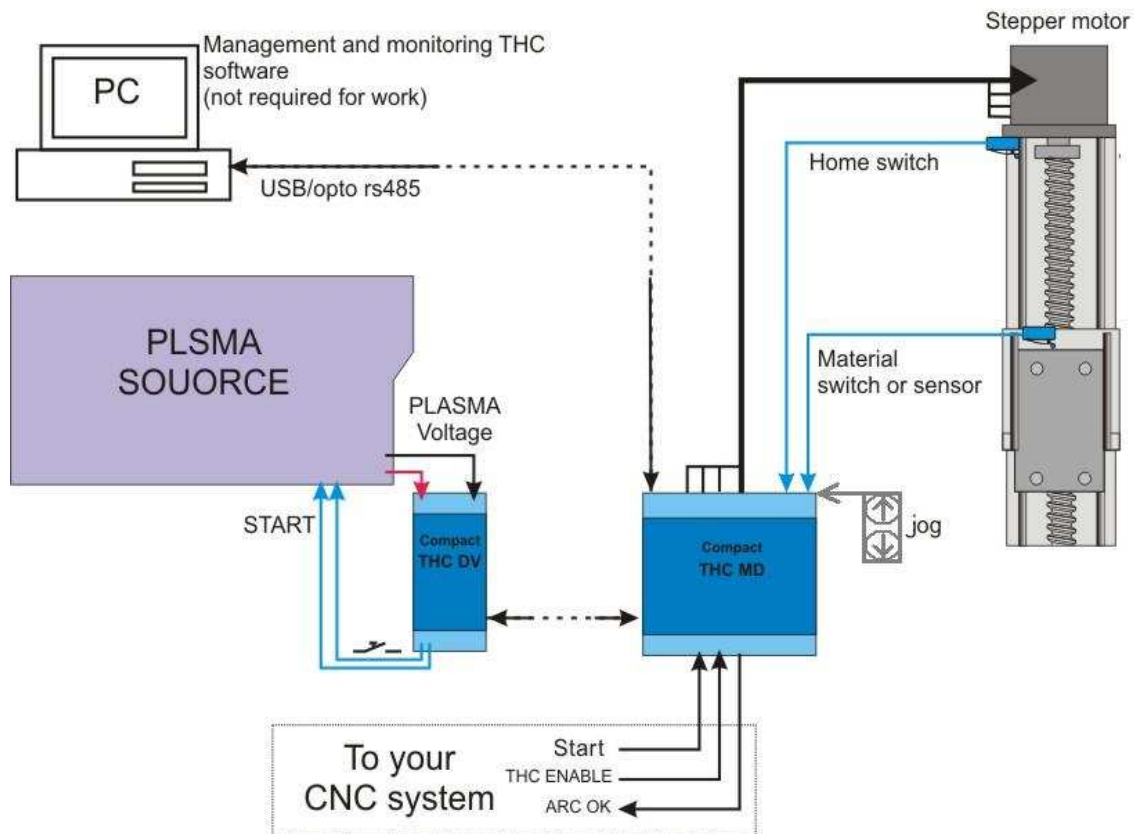 Stepper motor
Management and monitoring THC
software
(not required for work)
PC
USB/opto rs485
Home switch
PLSMA
SOUORCE
Material
switch or sensor
PLASMA
Voltage
START
Compact
THC DV
Compact
THC MD
jog
To your
CNC system
Start
THC ENABLE
ARC OK